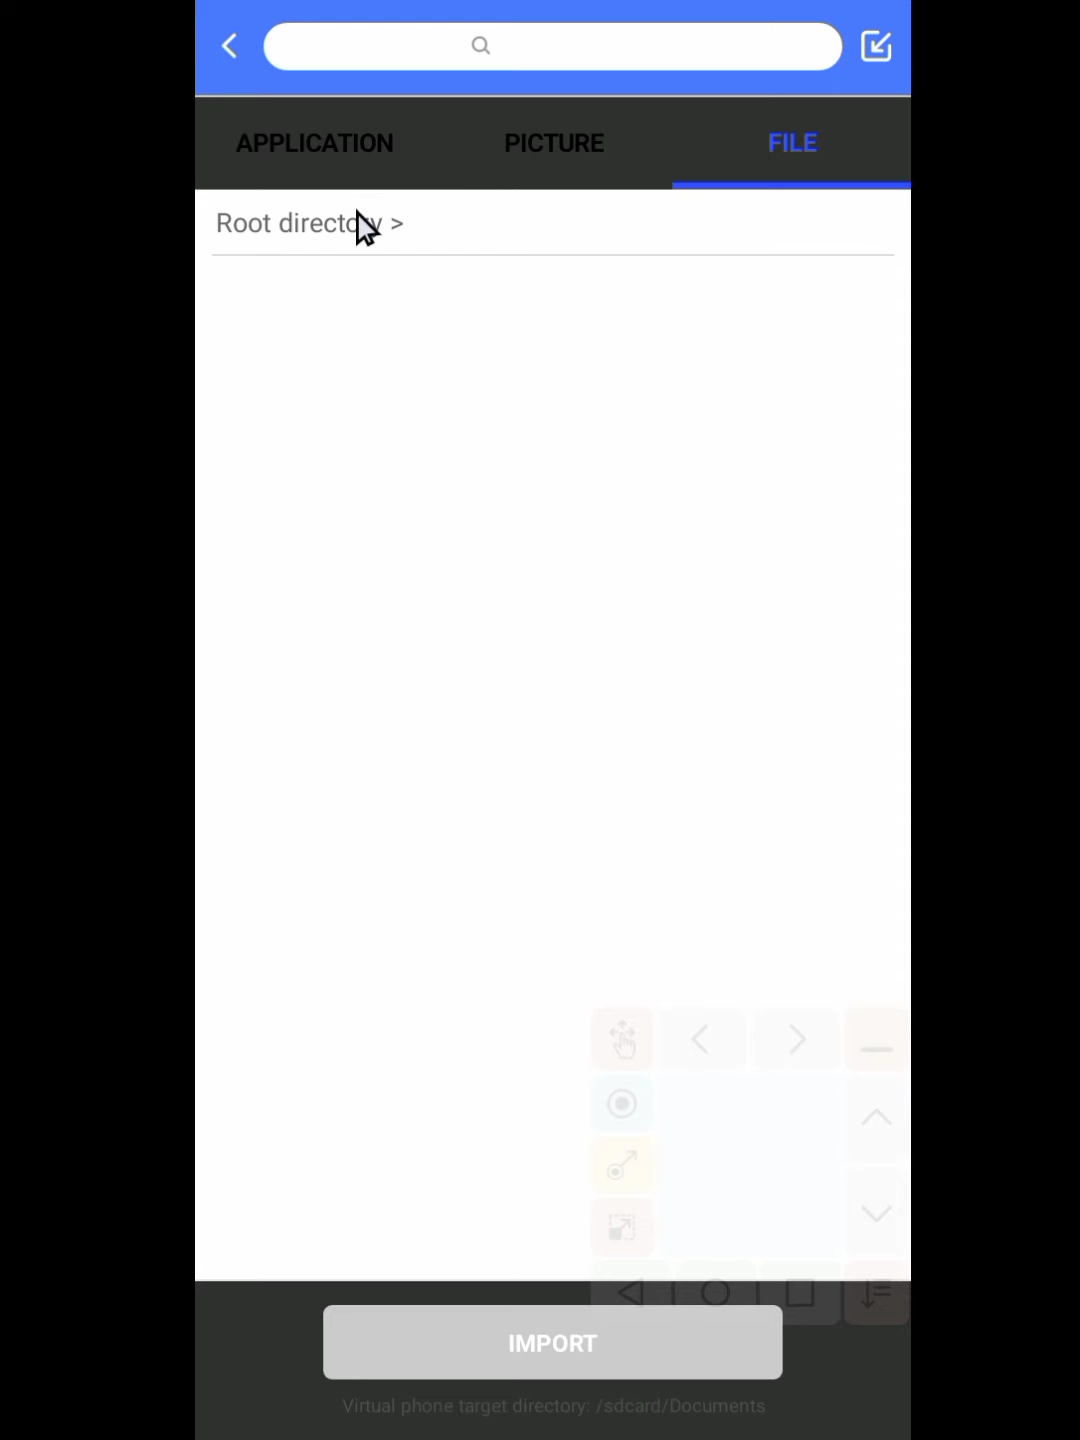 APPLICATION PICTURE FILE
Root directory >
IMPORT
Virtual phone target directory: /sdcard/Documents